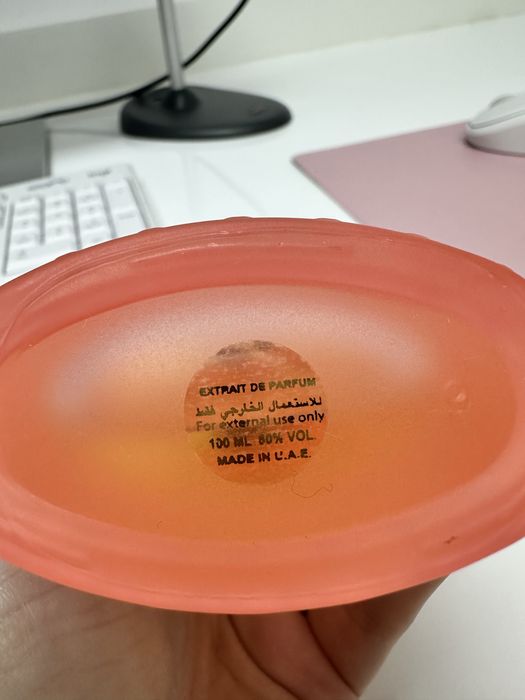 EXTRAIT DE PARFUM
للاستعمال الخارجي فقط
For external use only
100 ML 80% VOL.
MADE IN U.A.E.